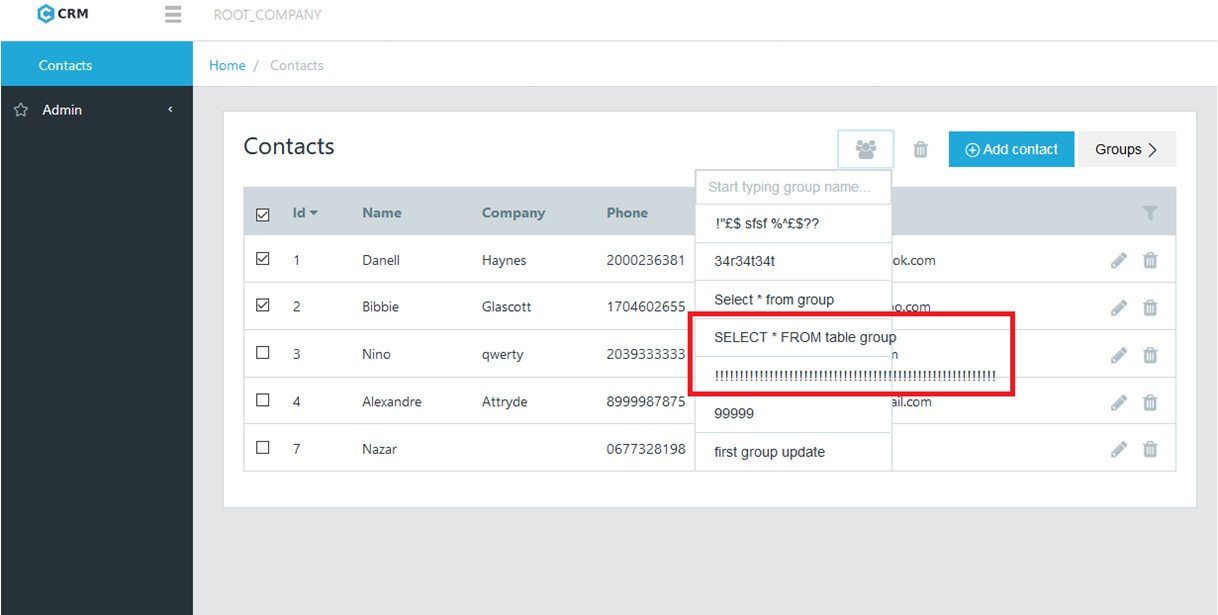 CRM
ROOT_COMPANY
Contacts
Admin
Home / Contacts
Contacts
Add contact
Groups
Start typing group name...
Id Name Company Phone
!"£$ sfsf %^£$??
1 Danell Haynes 2000236381 ok.com
34r34t34t
Select * from group
2 Bibbie Glascott 1704602655 oo.com
SELECT * FROM table group
3 Nino qwerty 2039333333
!!!!!!!!!!!!!!!!!!!!!!!!!!!!!!!!!!!!!!!!!!!!!!!!!!!!!!!!!
4 Alexandre Attryde 8999987875 ail.com
99999
7 Nazar 0677328198
first group update